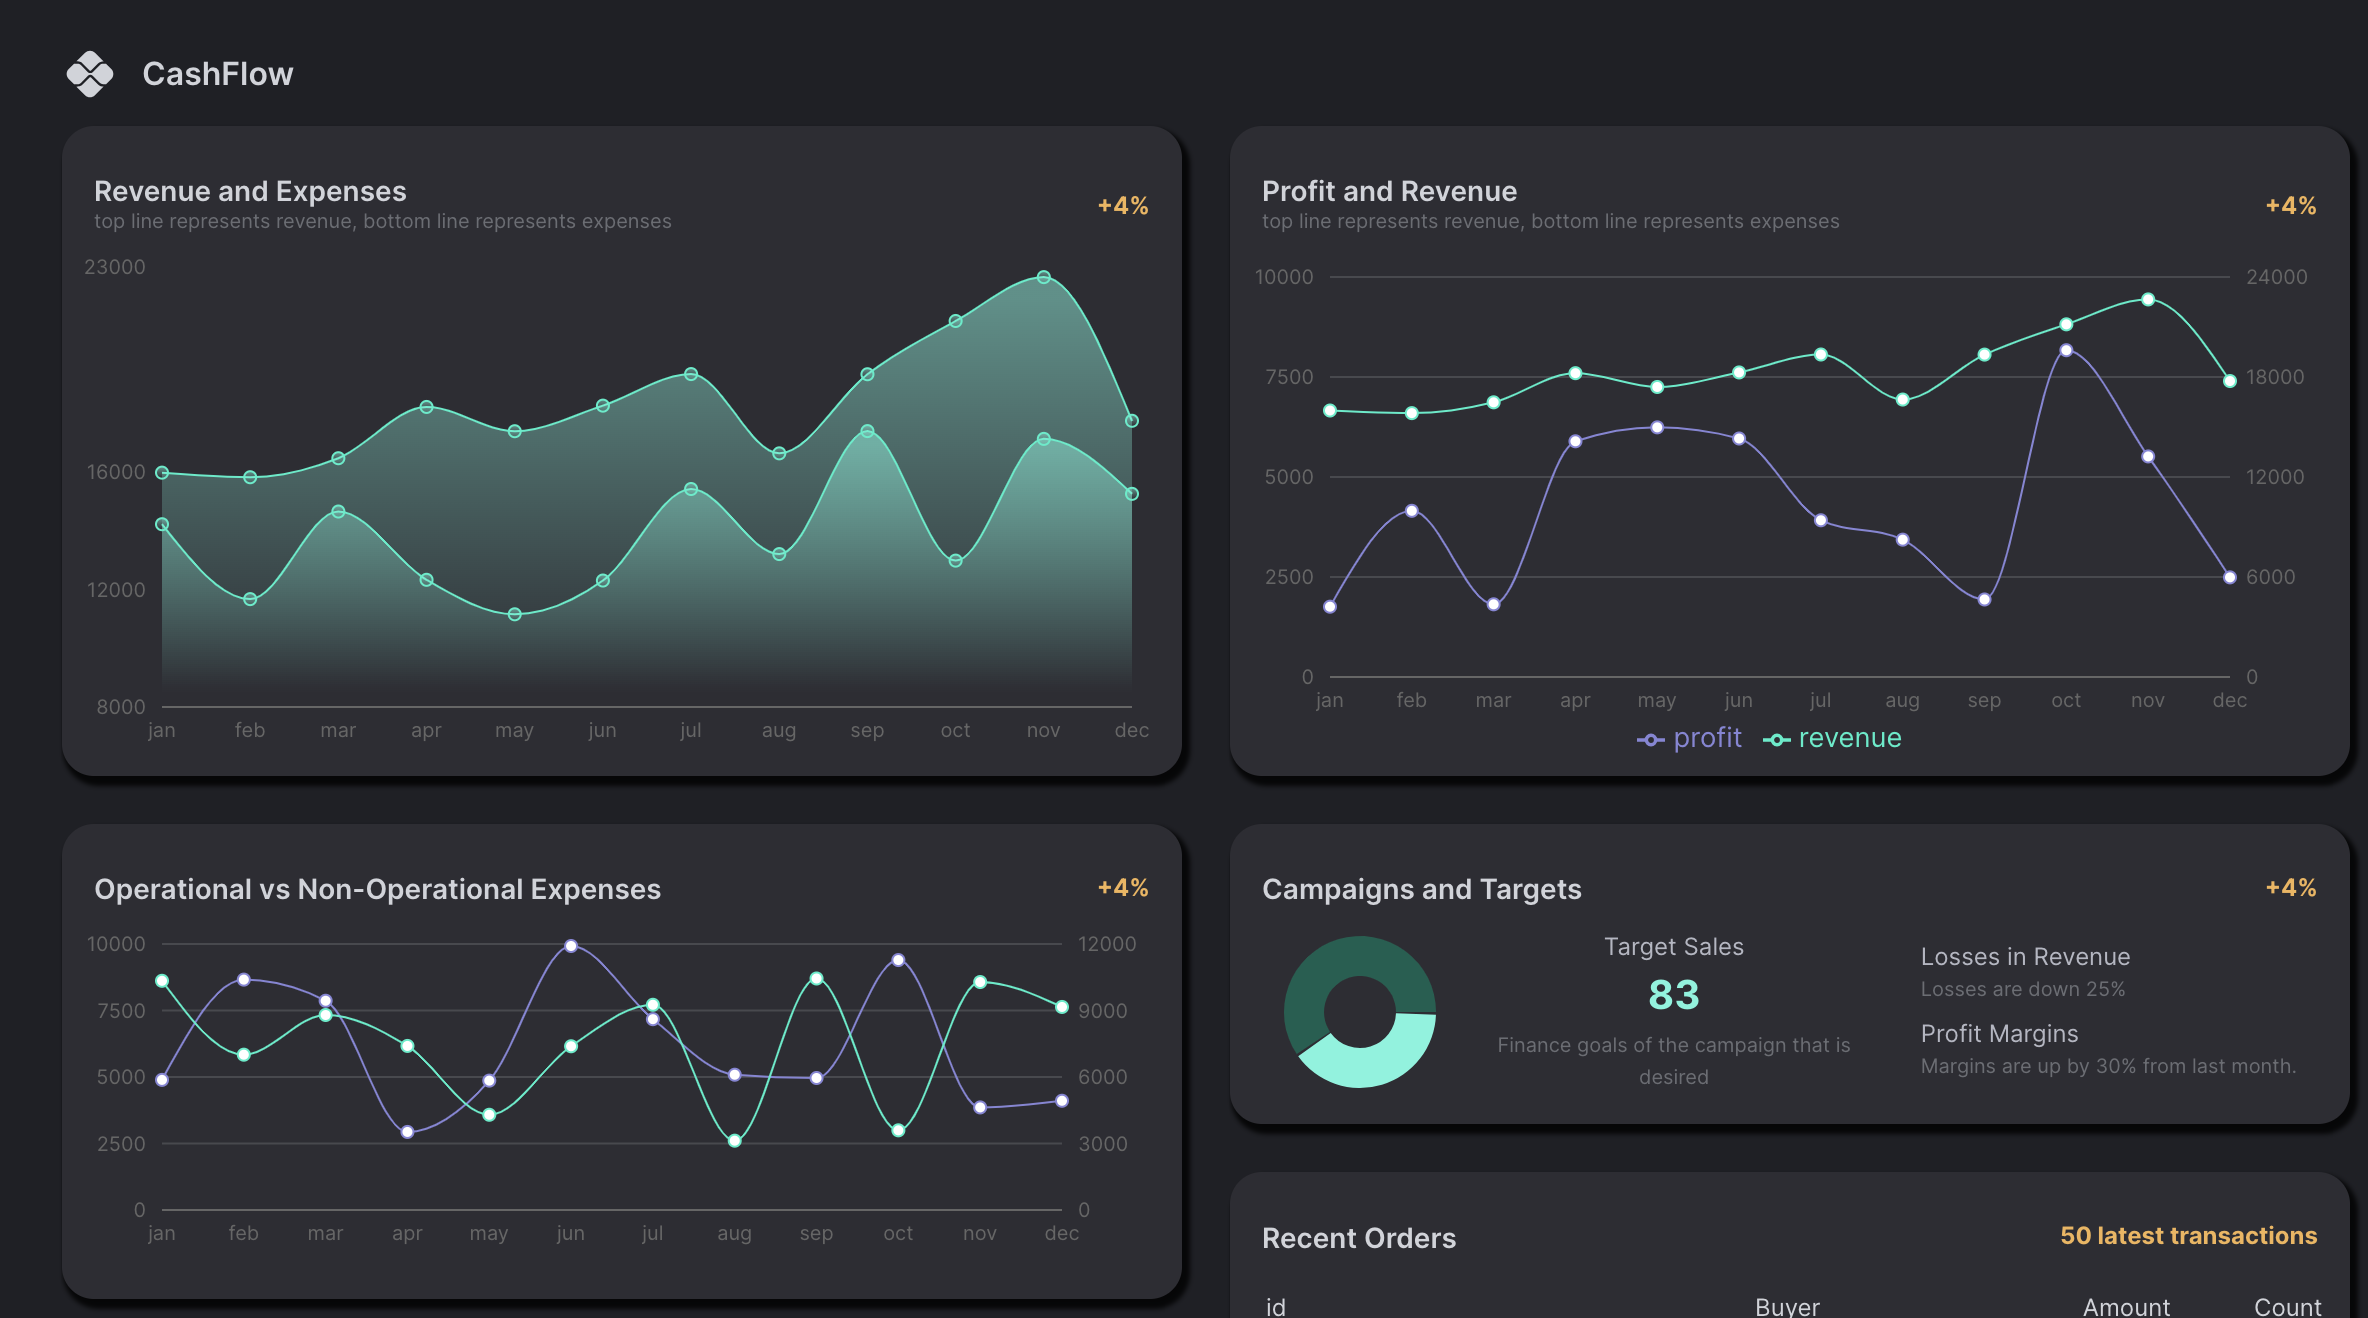 CashFlow
Revenue and Expenses
top line represents revenue, bottom line represents expenses
+4%
23000
16000
12000
8000
jan feb mar apr may jun jul aug sep oct nov dec
Profit and Revenue
top line represents revenue, bottom line represents expenses
+4%
10000 24000
7500 18000
5000 12000
2500 6000
0 0
jan feb mar apr may jun jul aug sep oct nov dec
profit revenue
Operational vs Non-Operational Expenses
+4%
10000 12000
7500 9000
5000 6000
2500 3000
0 0
jan feb mar apr may jun jul aug sep oct nov dec
Campaigns and Targets
+4%
Target Sales
83
Finance goals of the campaign that is
desired
Losses in Revenue
Losses are down 25%
Profit Margins
Margins are up by 30% from last month.
Recent Orders
50 latest transactions
id Buyer Amount Count